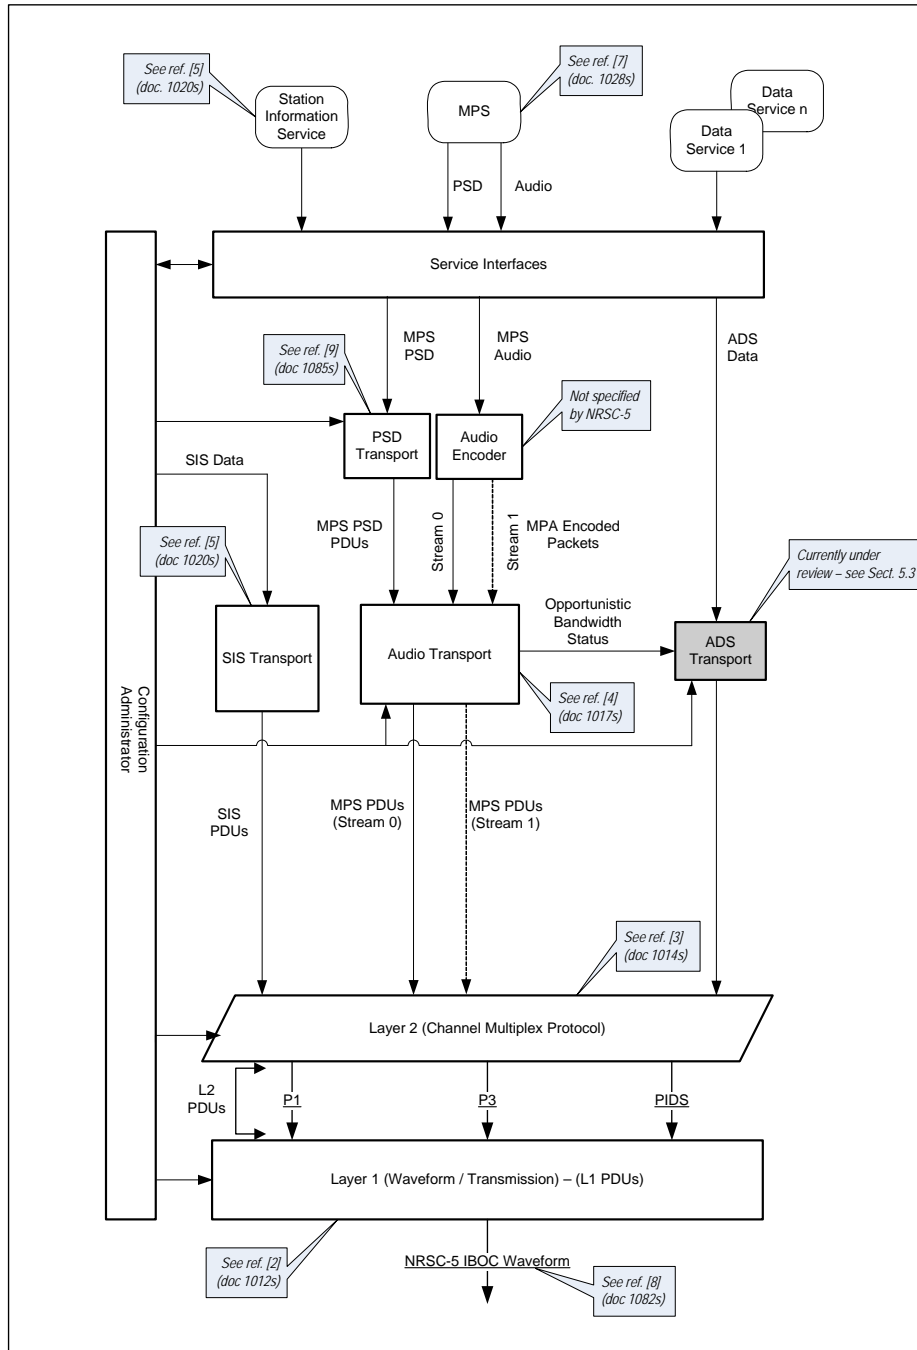 See ref. [5]
(doc. 1020s)
Station
Information
Service
MPS
See ref. [7]
(doc. 1028s)
Data
Service n
Data
Service 1
PSD
Audio
Service Interfaces
MPS
PSD
MPS
Audio
ADS
Data
See ref. [9]
(doc 1085s)
Not specified
by NRSC-5
PSD
Transport
Audio
Encoder
SIS Data
MPS PSD
PDUs
Stream 0
Stream 1
MPA Encoded
Packets
See ref. [5]
(doc 1020s)
Currently under
review – see Sect. 5.3
Opportunistic
Bandwidth
Status
SIS Transport
Audio Transport
ADS
Transport
See ref. [4]
(doc 1017s)
Configuration
Administrator
SIS
PDUs
MPS PDUs
(Stream 0)
MPS PDUs
(Stream 1)
See ref. [3]
(doc 1014s)
Layer 2 (Channel Multiplex Protocol)
L2
PDUs
P1
P3
PIDS
Layer 1 (Waveform / Transmission) – (L1 PDUs)
See ref. [2]
(doc 1012s)
NRSC-5 IBOC Waveform
See ref. [8]
(doc 1082s)